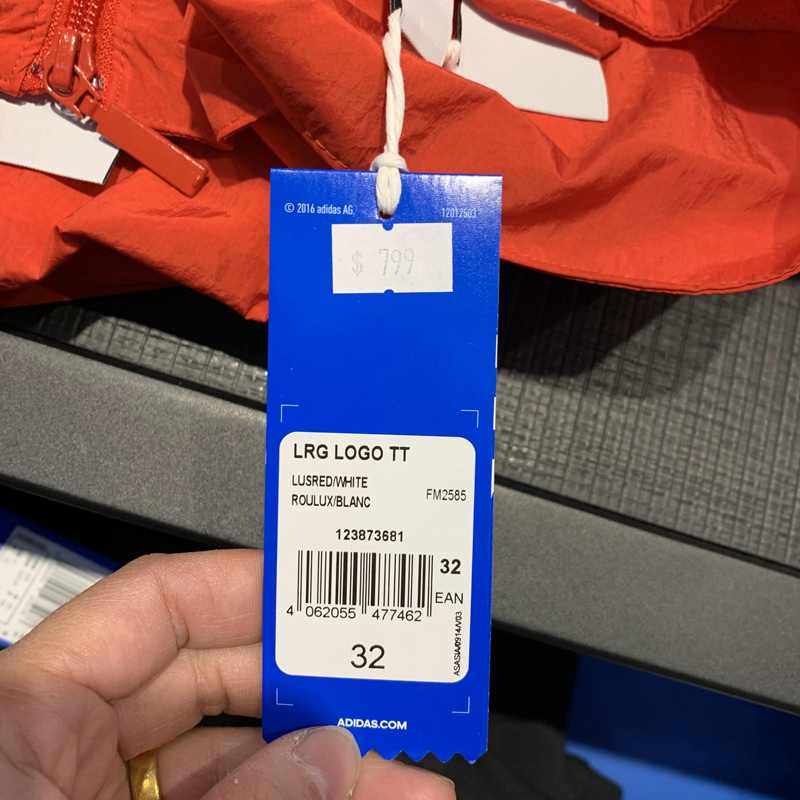 © 2016 adidas AG
12012503
$ 799
LRG LOGO TT
LUSRED/WHITE
ROULUX/BLANC
FM2585
123873681
32
EAN
4 062055 477462
32
ADIDAS.COM